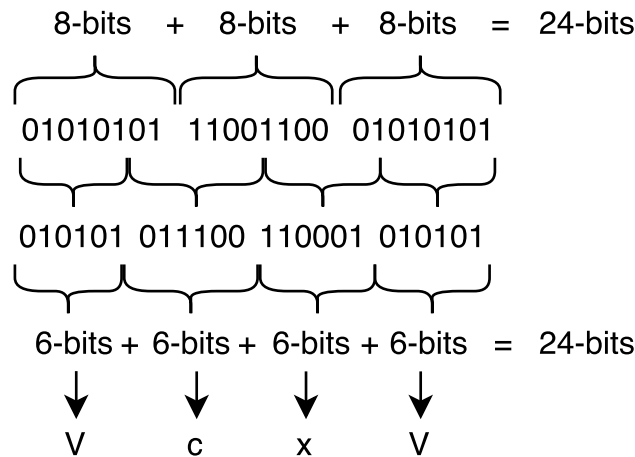 8-bits + 8-bits + 8-bits = 24-bits
01010101 11001100 01010101
010101 011100 110001 010101
6-bits + 6-bits + 6-bits + 6-bits = 24-bits
V c x V